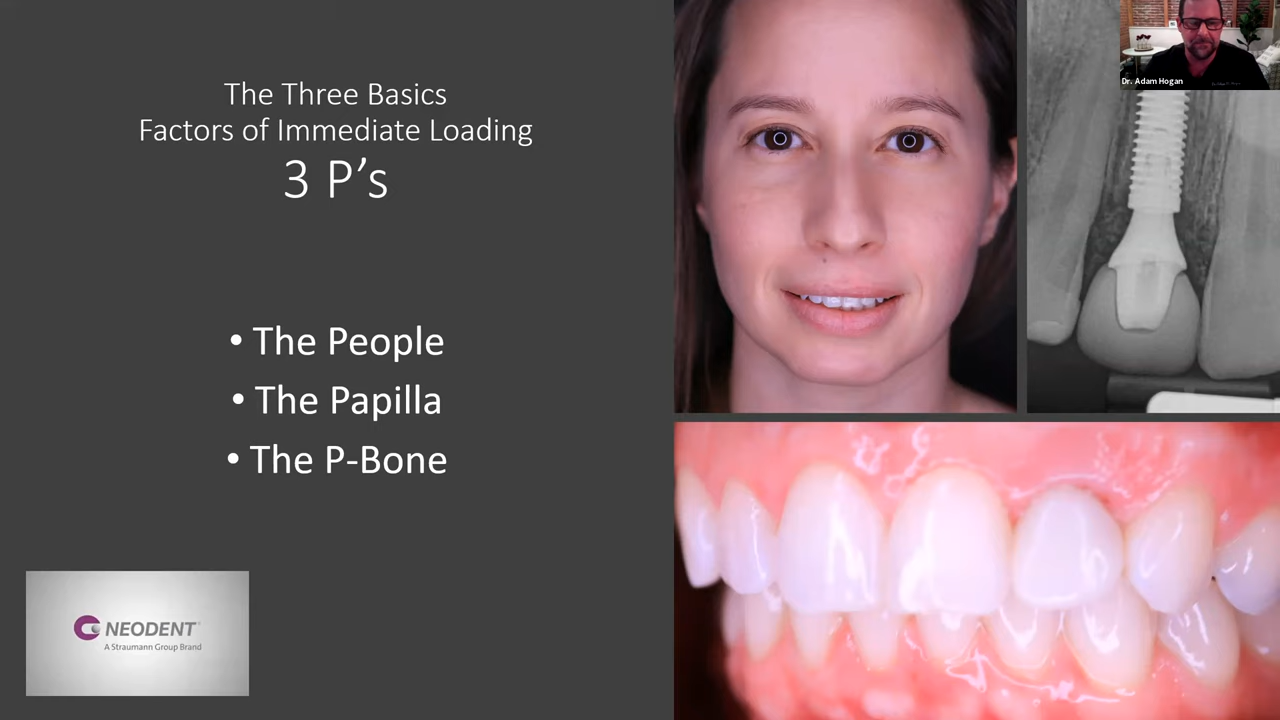 The Three Basics
Factors of Immediate Loading
3 P's
• The People
• The Papilla
• The P-Bone
NEODENT
A Straumann Group Brand
Dr. Adam Hogan